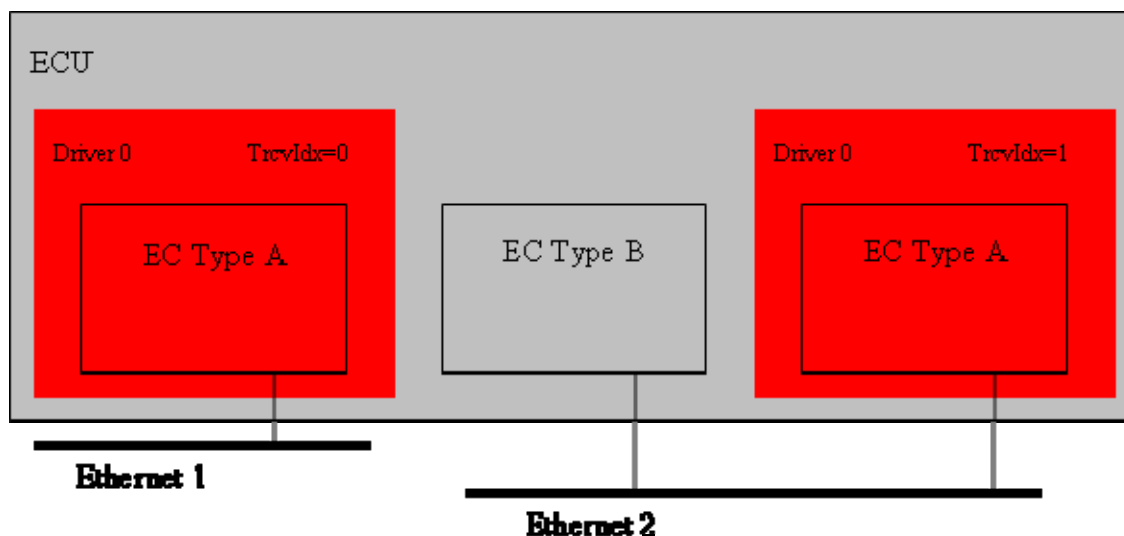 ECU
Driver 0 TrcvIdx=0
Driver 0 TrcvIdx=1
EC Type A
EC Type B
EC Type A
Ethernet 1
Ethernet 2